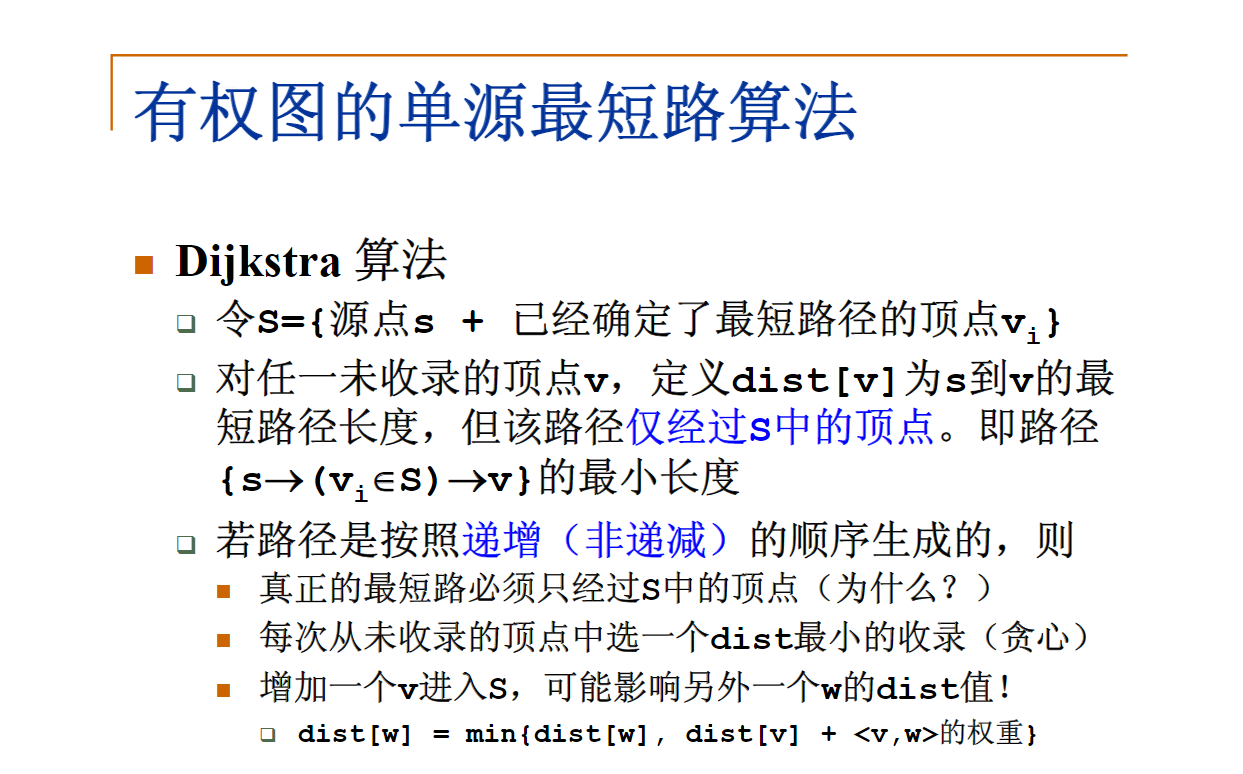 有权图的单源最短路算法
Dijkstra 算法
令S={源点s + 已经确定了最短路径的顶点vi}
对任一未收录的顶点v，定义dist[v]为s到v的最
短路径长度，但该路径仅经过S中的顶点。即路径
{s→(vi∈S)→v}的最小长度
若路径是按照递增（非递减）的顺序生成的，则
真正的最短路必须只经过S中的顶点（为什么？）
每次从未收录的顶点中选一个dist最小的收录（贪心）
增加一个v进入S，可能影响另外一个w的dist值！
dist[w] = min{dist[w], dist[v] + <v,w>的权重}